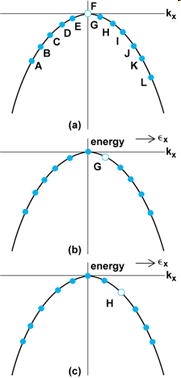 F
kₓ
E G
D H
C I
B J
A K
L
(a)
energy → ϵₓ
kₓ
G
(b)
energy → ϵₓ
kₓ
H
(c)